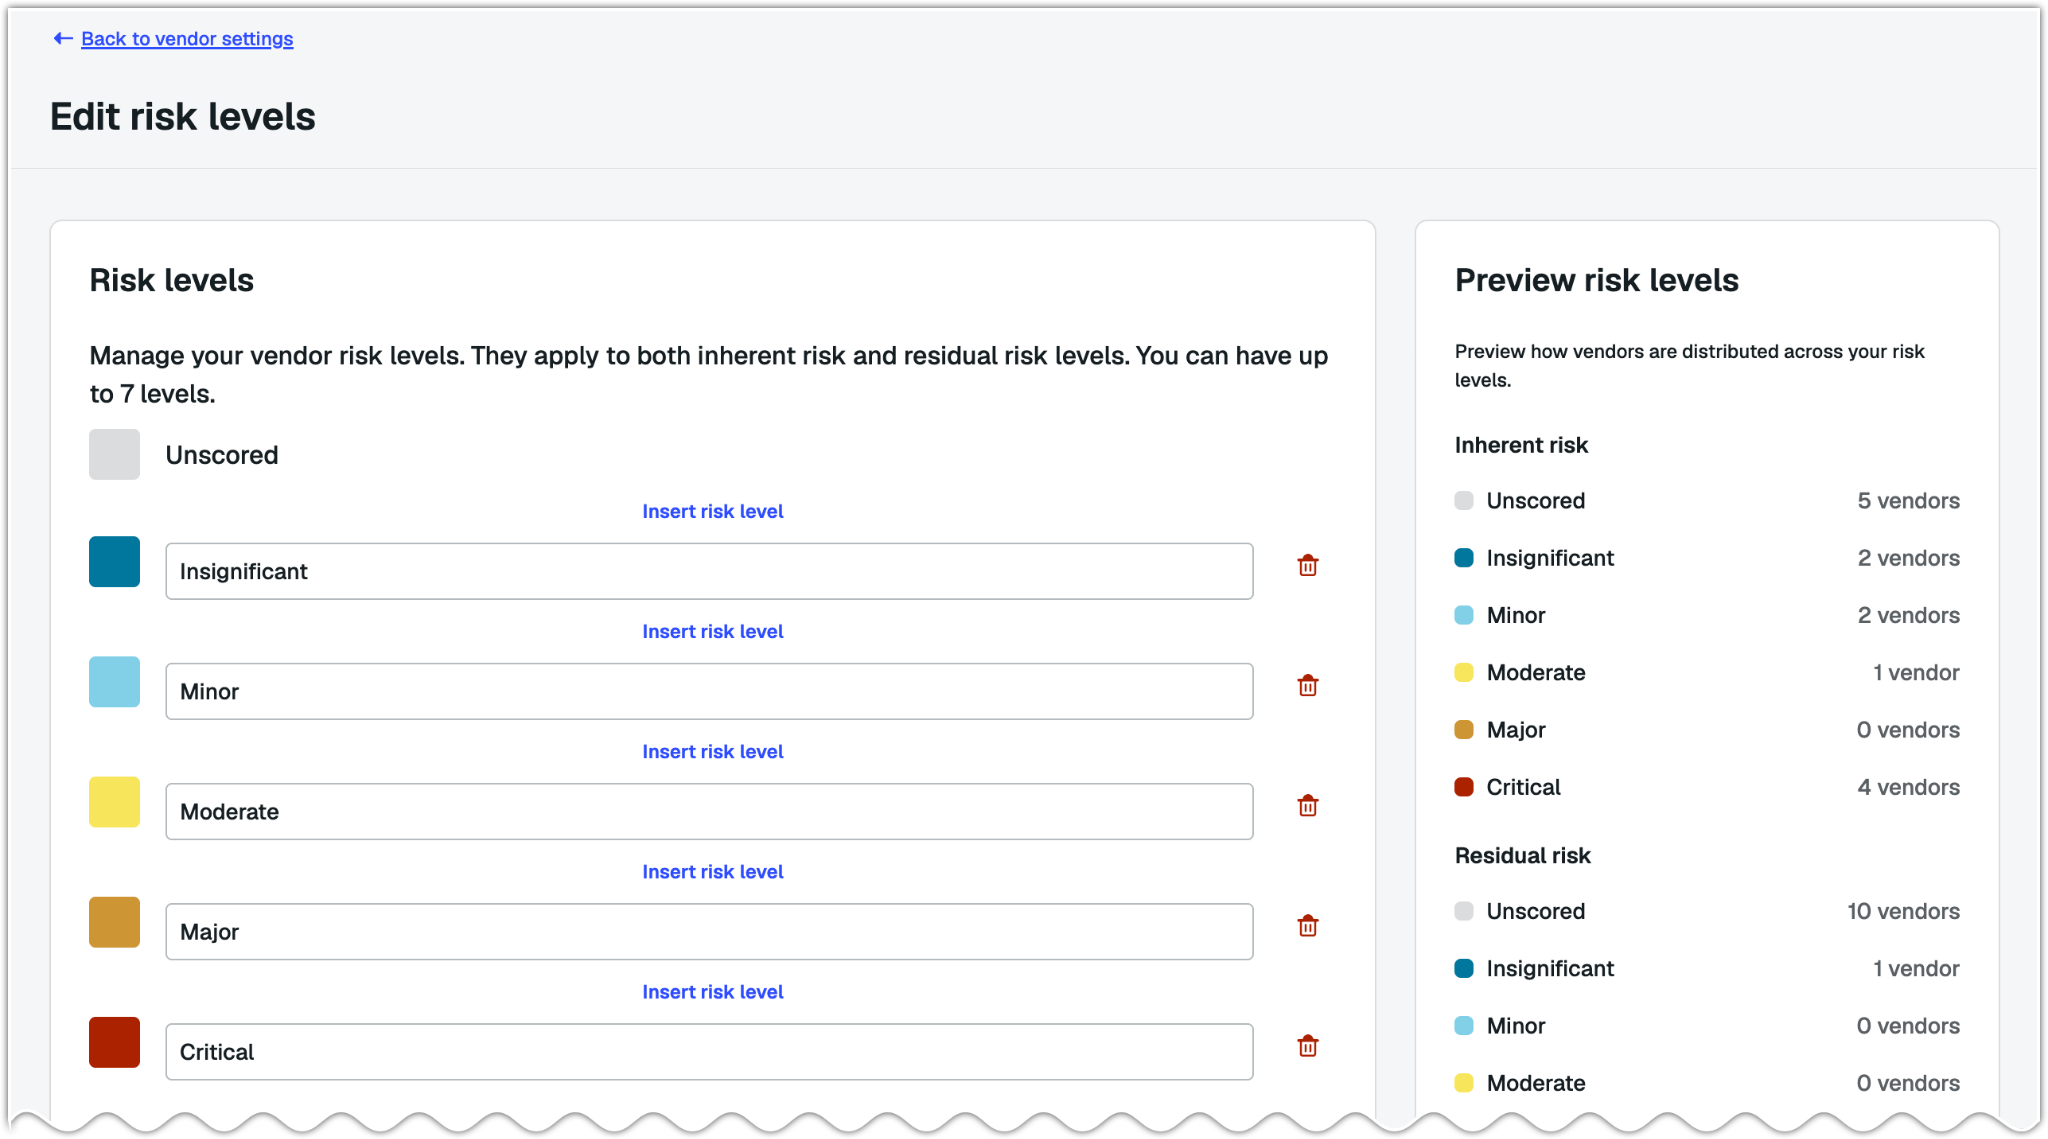 Back to vendor settings
Edit risk levels
Risk levels
Manage your vendor risk levels. They apply to both inherent risk and residual risk levels. You can have up
to 7 levels.
Unscored
Insert risk level
Insignificant
Insert risk level
Minor
Insert risk level
Moderate
Insert risk level
Major
Insert risk level
Critical
Preview risk levels
Preview how vendors are distributed across your risk
levels.
Inherent risk
Unscored 5 vendors
Insignificant 2 vendors
Minor 2 vendors
Moderate 1 vendor
Major 0 vendors
Critical 4 vendors
Residual risk
Unscored 10 vendors
Insignificant 1 vendor
Minor 0 vendors
Moderate 0 vendors